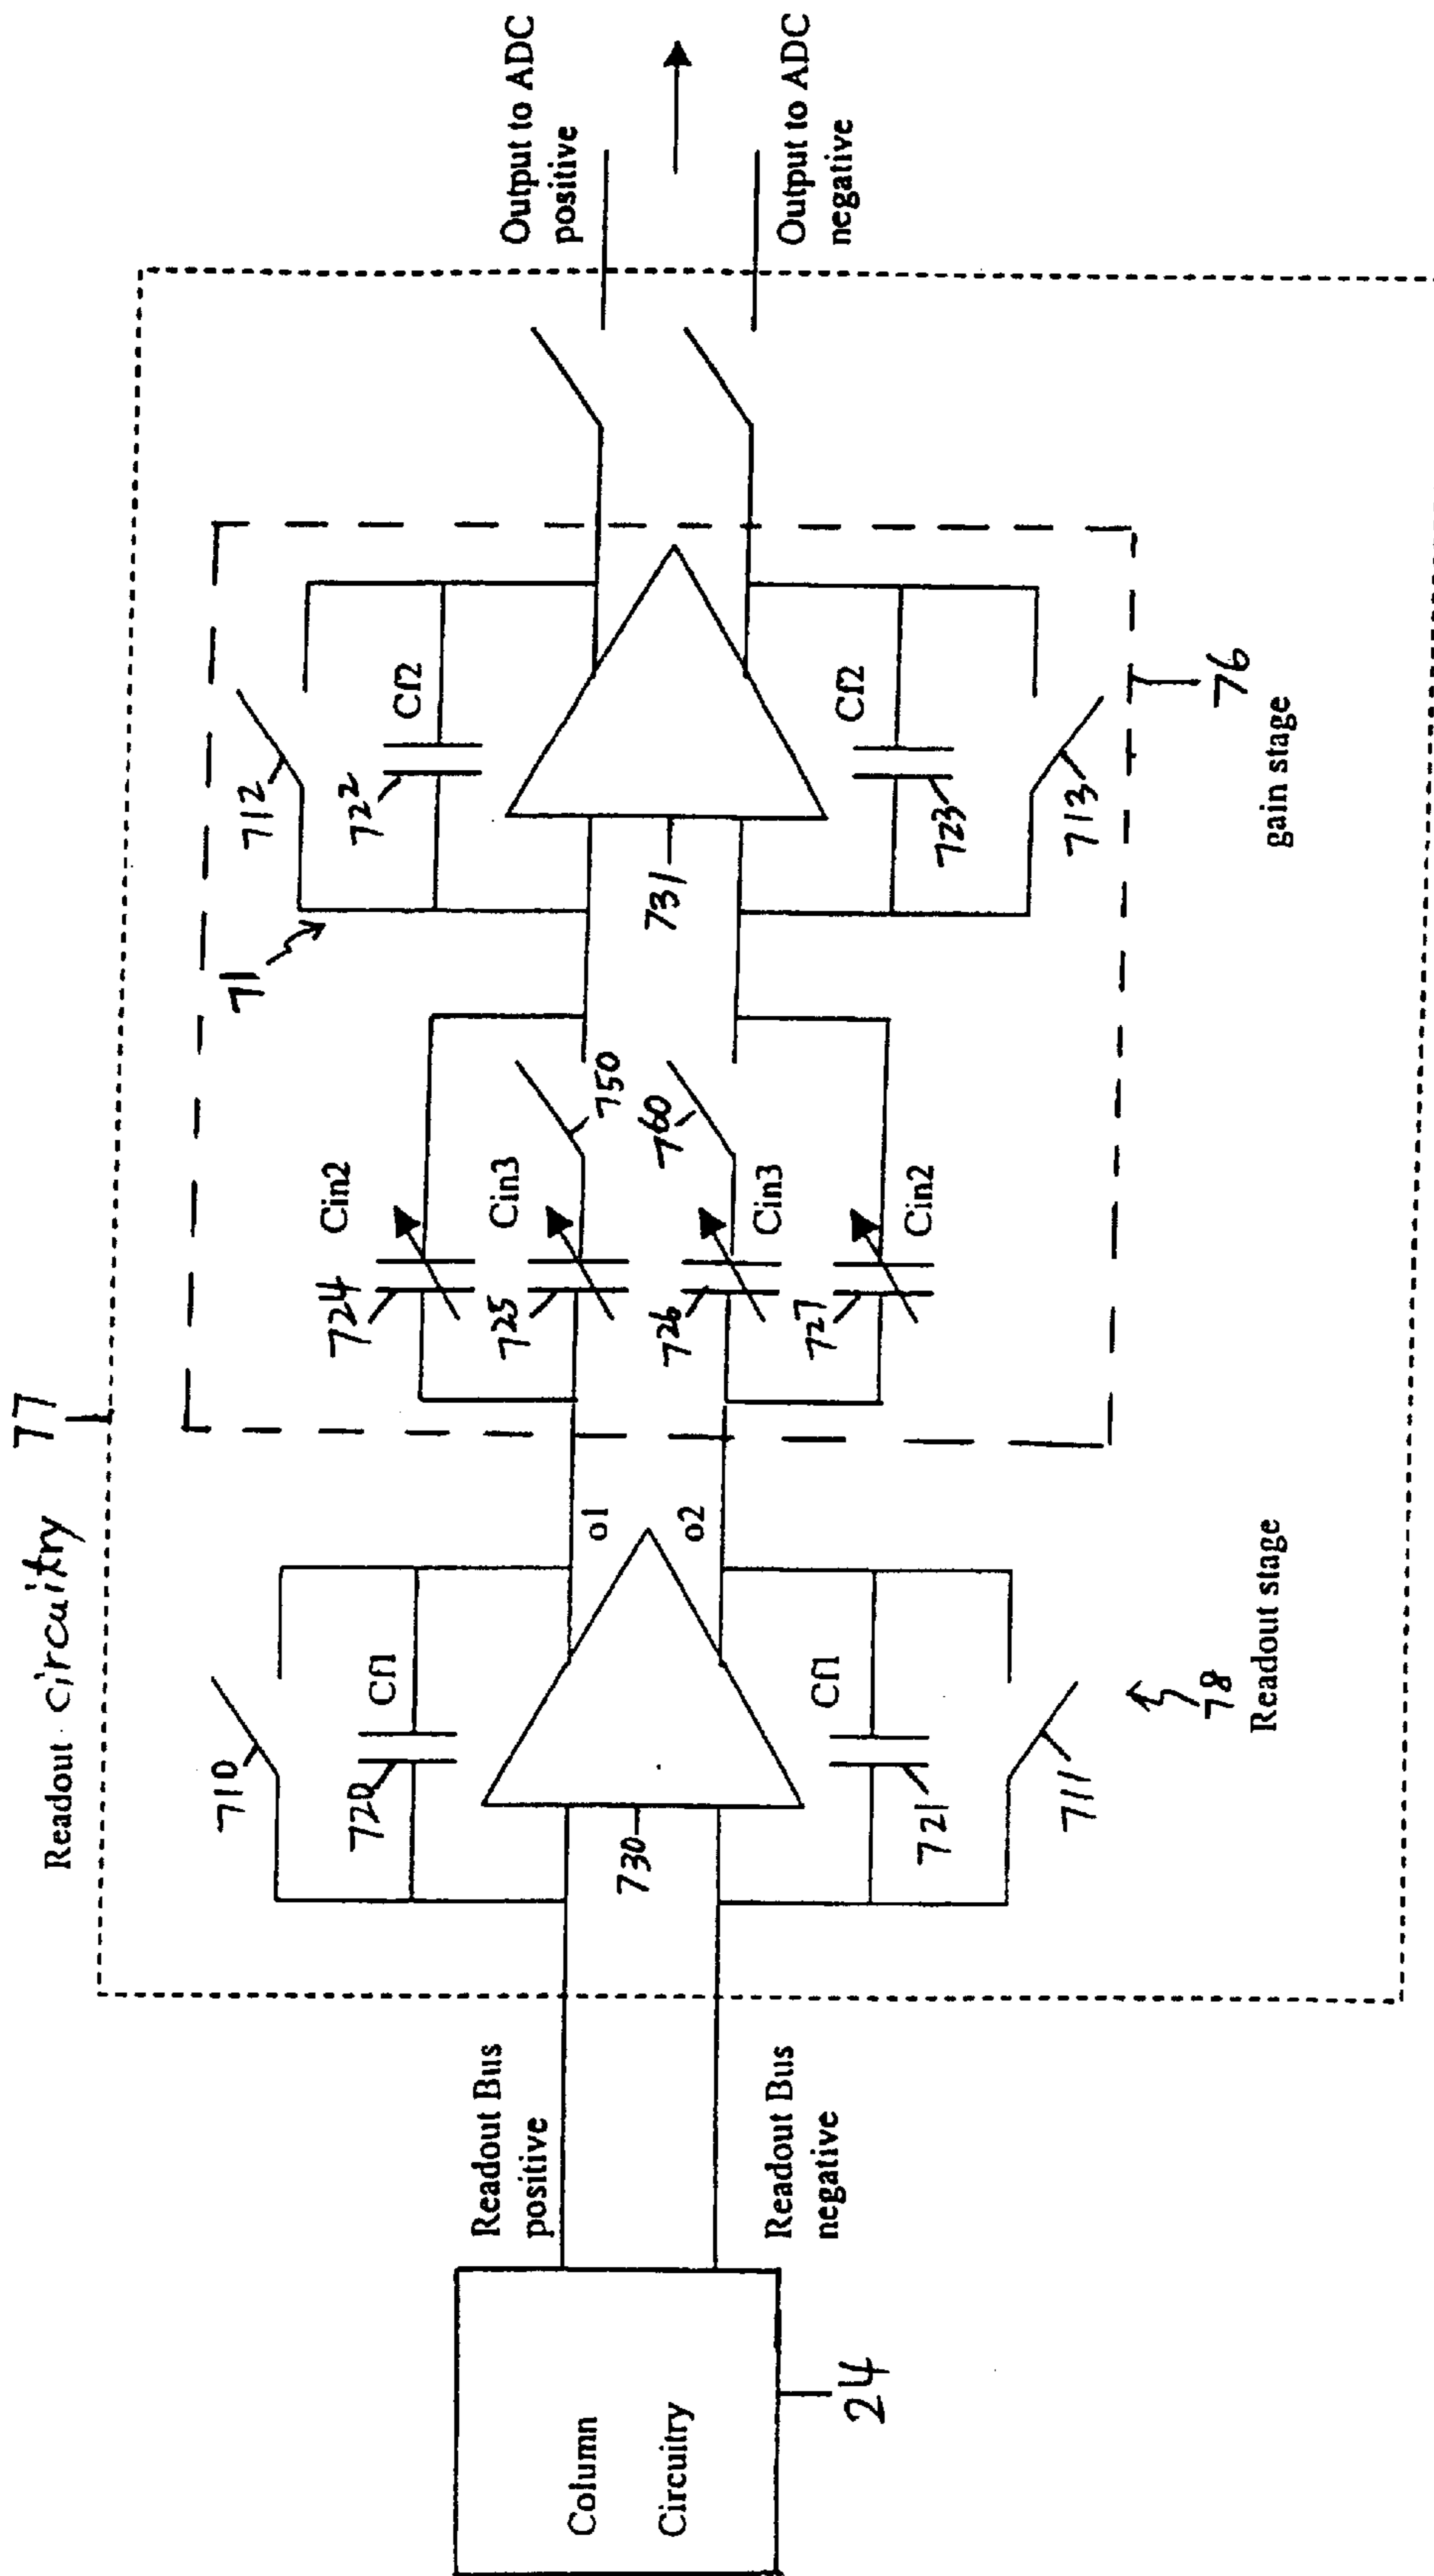 Readout circuitry 77
Column
Circuitry
24
Readout Bus
positive
Readout Bus
negative
710
720
Cf1
730
721
Cf1
711
78
Readout stage
o1
o2
724
Cin2
725
Cin3
750
760
726
Cin3
727
Cin2
71
712
722
Cf2
731
723
Cf2
713
76
gain stage
Output to ADC
positive
Output to ADC
negative